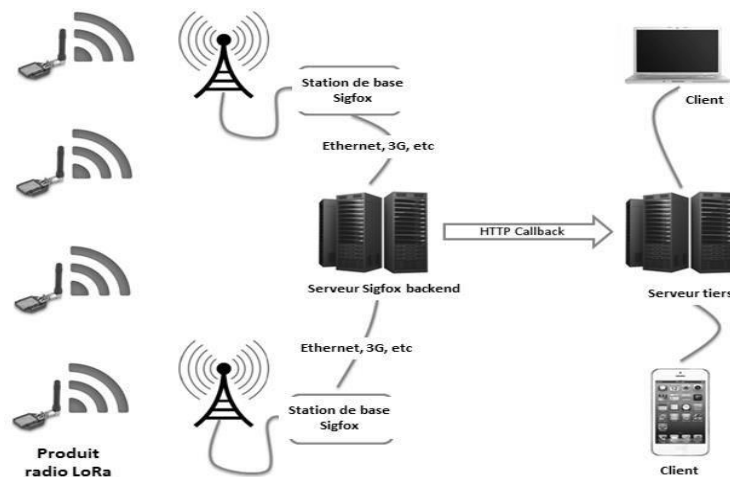 Station de base
Sigfox
Client
Ethernet, 3G, etc
HTTP Callback
Serveur Sigfox backend
Serveur tiers
Ethernet, 3G, etc
Station de base
Sigfox
Produit
radio LoRa
Client